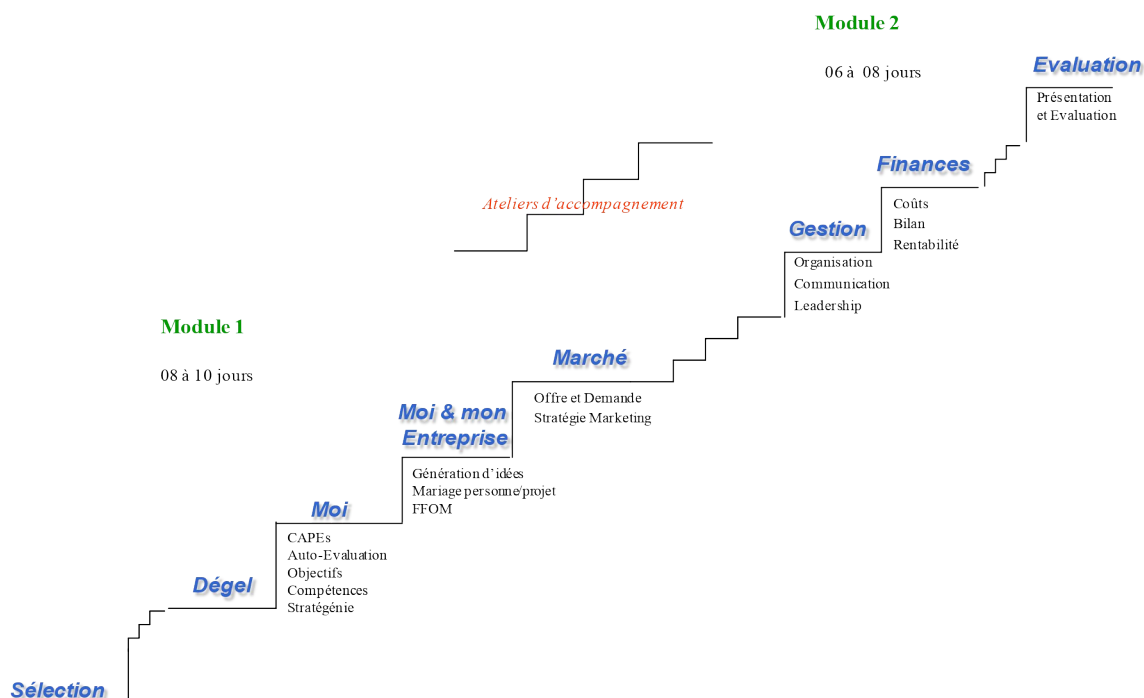 Module 2
06 à 08 jours
Evaluation
Présentation
et Evaluation
Finances
Coûts
Bilan
Rentabilité
Ateliers d'accompagnement
Gestion
Organisation
Communication
Leadership
Module 1
08 à 10 jours
Marché
Offre et Demande
Stratégie Marketing
Moi & mon
Entreprise
Génération d'idées
Mariage personne/projet
FFOM
Moi
CAPEs
Auto-Evaluation
Objectifs
Compétences
Stratégénie
Dégel
Sélection